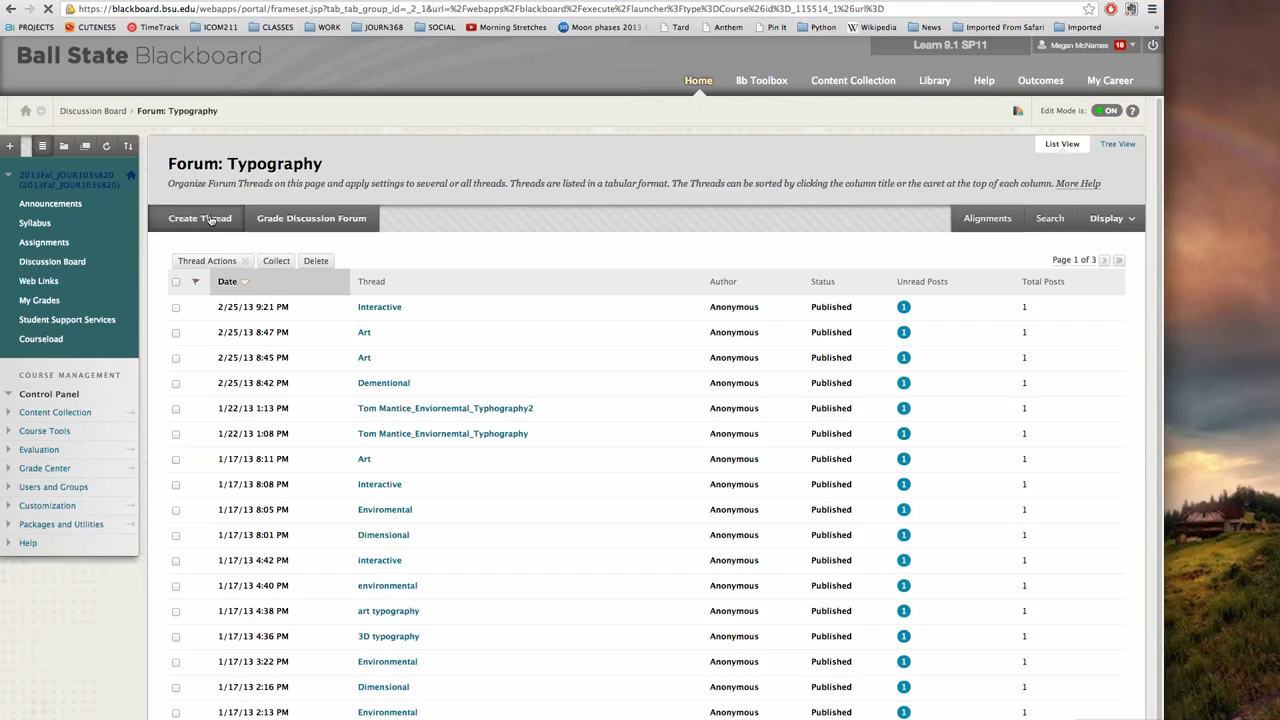 https://blackboard.bsu.edu/webapps/portal/frameset.jsp?tab_tab_group_id=_2_1&url=%2Fwebapps%2Fblackboard%2Fexecute%2Flauncher%3Ftype%3DCourse%26id%3D_115514_1%26url%3D
PROJECTS CUTENESS TimeTrack ICOM211 CLASSES WORK JOURN368 SOCIAL Morning Stretches Moon phases 2013 Tard Anthem Pin It Python Wikipedia News Imported From Safari Imported
Ball State Blackboard
Learn 9.1 SP11
Megan McNames 18
Home Bb Toolbox Content Collection Library Help Outcomes My Career
Discussion Board > Forum: Typography
Edit Mode is: ON ?
List View Tree View
2013Fal_JOUR103s820
(2013Fal_JOUR103s820)
Announcements
Syllabus
Assignments
Discussion Board
Web Links
My Grades
Student Support Services
Courseload
COURSE MANAGEMENT
Control Panel
Content Collection
Course Tools
Evaluation
Grade Center
Users and Groups
Customization
Packages and Utilities
Help
Forum: Typography
Organize Forum Threads on this page and apply settings to several or all threads. Threads are listed in a tabular format. The Threads can be sorted by clicking the column title or the caret at the top of each column. More Help
Create Thread Grade Discussion Forum Alignments Search Display
Thread Actions Collect Delete Page 1 of 3 > >>
Date Thread Author Status Unread Posts Total Posts
2/25/13 9:21 PM Interactive Anonymous Published 1 1
2/25/13 8:47 PM Art Anonymous Published 1 1
2/25/13 8:45 PM Art Anonymous Published 1 1
2/25/13 8:42 PM Dementional Anonymous Published 1 1
1/22/13 1:13 PM Tom Mantice_Enviornemtal_Typhography2 Anonymous Published 1 1
1/22/13 1:08 PM Tom Mantice_Enviornemtal_Typhography Anonymous Published 1 1
1/17/13 8:11 PM Art Anonymous Published 1 1
1/17/13 8:08 PM Interactive Anonymous Published 1 1
1/17/13 8:05 PM Enviromental Anonymous Published 1 1
1/17/13 8:01 PM Dimensional Anonymous Published 1 1
1/17/13 4:42 PM interactive Anonymous Published 1 1
1/17/13 4:40 PM environmental Anonymous Published 1 1
1/17/13 4:38 PM art typography Anonymous Published 1 1
1/17/13 4:36 PM 3D typography Anonymous Published 1 1
1/17/13 3:22 PM Environmental Anonymous Published 1 1
1/17/13 2:16 PM Dimensional Anonymous Published 1 1
1/17/13 2:13 PM Environmental Anonymous Published 1 1